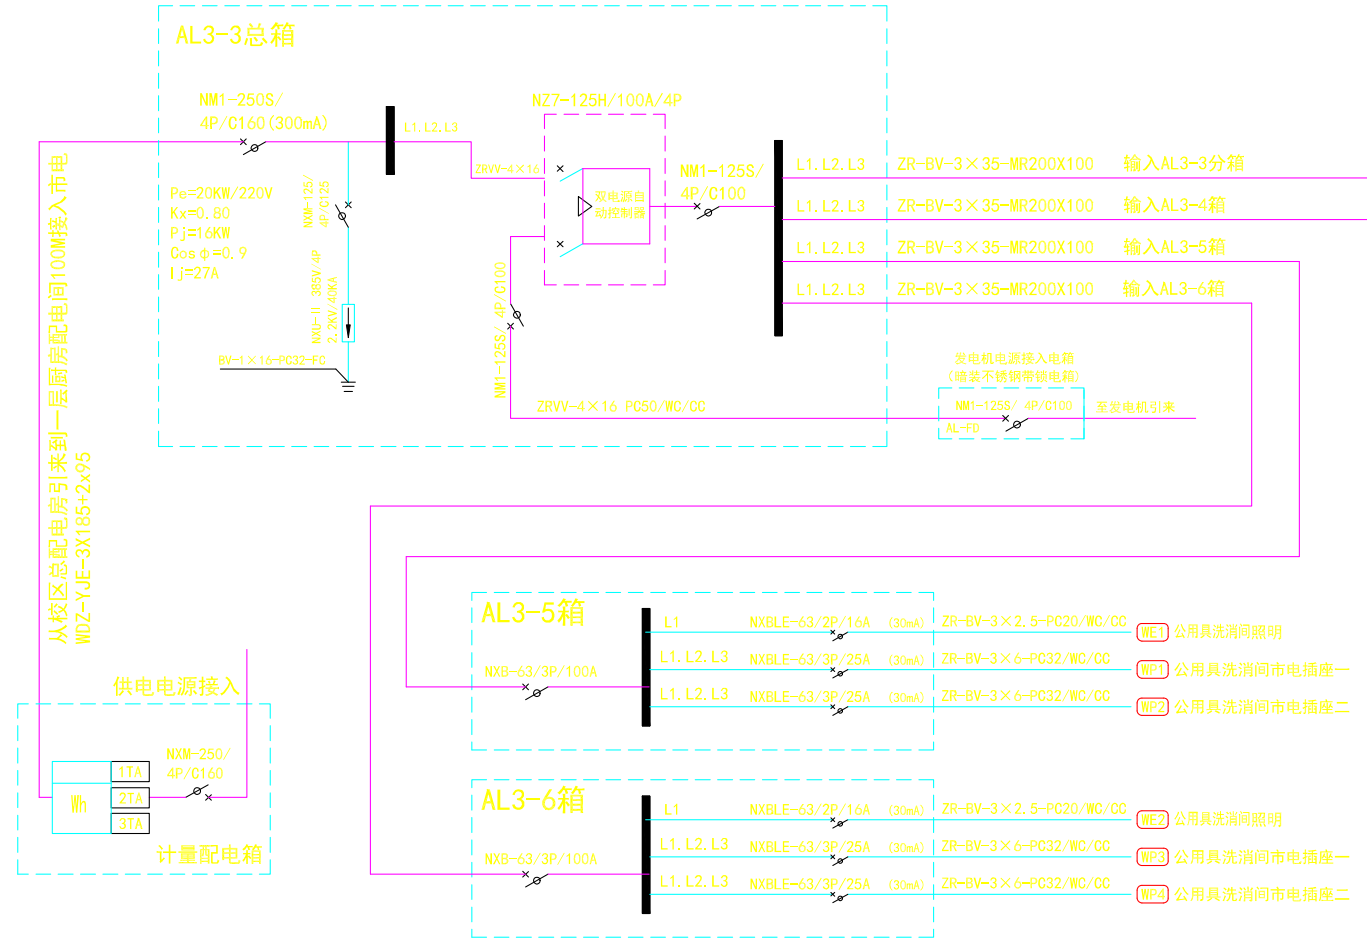 AL3-3总箱
NM1-250S/
4P/C160(300mA)
L1.L2.L3
Pe=20KW/220V
Kx=0.80
Pj=16KW
Cosφ=0.9
Ij=27A
NXM-125/
4P/C125
NXU-H 385V/4P
2.2KV/40KA
BV-1×16-PC32-FC
ZRVV-4×16
NZ7-125H/100A/4P
双电源自
动控制器
NM1-125S/
4P/C100
NM1-125S/ 4P/C100
ZRVV-4×16 PC50/WC/CC
L1.L2.L3 ZR-BV-3×35-MR200X100 输入AL3-3分箱
L1.L2.L3 ZR-BV-3×35-MR200X100 输入AL3-4箱
L1.L2.L3 ZR-BV-3×35-MR200X100 输入AL3-5箱
L1.L2.L3 ZR-BV-3×35-MR200X100 输入AL3-6箱
发电机电源接入电箱
(暗装不锈钢带锁电箱)
NM1-125S/ 4P/C100
AL-FD
至发电机引来
从校区总配电房引来到一层厨房配电间100M接入市电
WDZ-YJE-3X185+2x95
供电电源接入
NXM-250/
4P/C160
1TA
2TA
3TA
Wh
计量配电箱
AL3-5箱
NXB-63/3P/100A
L1 NXBLE-63/2P/16A (30mA) ZR-BV-3×2.5-PC20/WC/CC WE1 公用具洗消间照明
L1.L2.L3 NXBLE-63/3P/25A (30mA) ZR-BV-3×6-PC32/WC/CC WP1 公用具洗消间市电插座一
L1.L2.L3 NXBLE-63/3P/25A (30mA) ZR-BV-3×6-PC32/WC/CC WP2 公用具洗消间市电插座二
AL3-6箱
NXB-63/3P/100A
L1 NXBLE-63/2P/16A (30mA) ZR-BV-3×2.5-PC20/WC/CC WE2 公用具洗消间照明
L1.L2.L3 NXBLE-63/3P/25A (30mA) ZR-BV-3×6-PC32/WC/CC WP3 公用具洗消间市电插座一
L1.L2.L3 NXBLE-63/3P/25A (30mA) ZR-BV-3×6-PC32/WC/CC WP4 公用具洗消间市电插座二